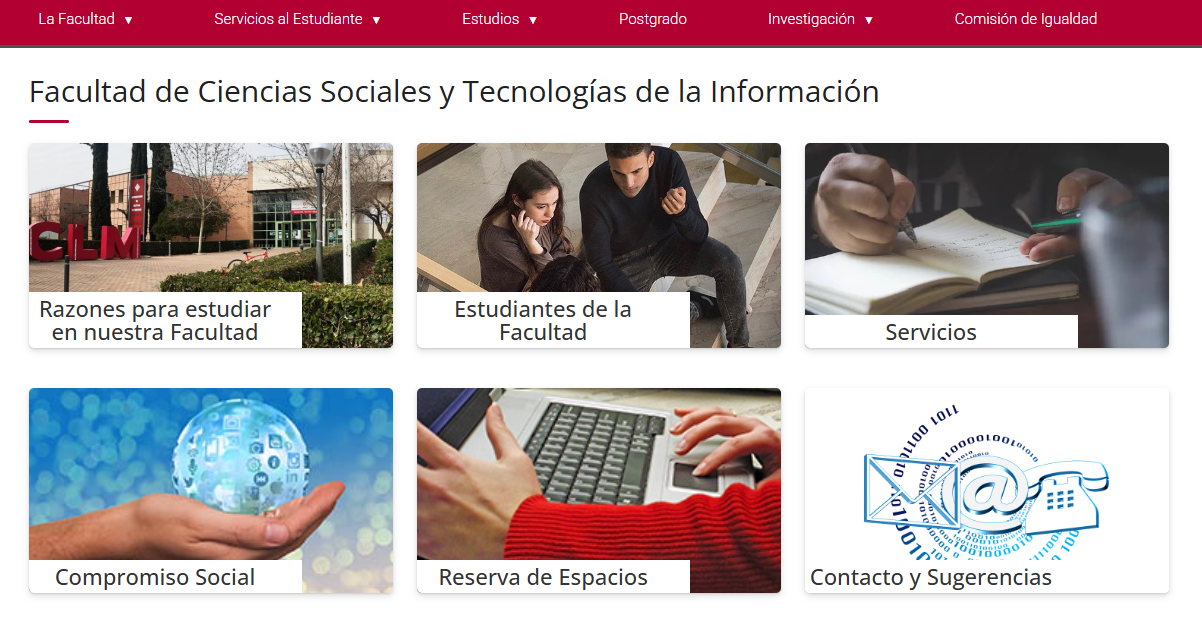 La Facultad ▼
Servicios al Estudiante ▼
Estudios ▼
Postgrado
Investigación ▼
Comisión de Igualdad
Facultad de Ciencias Sociales y Tecnologías de la Información
CLM
Razones para estudiar
en nuestra Facultad
Estudiantes de la
Facultad
Servicios
Compromiso Social
Reserva de Espacios
@
Contacto y Sugerencias